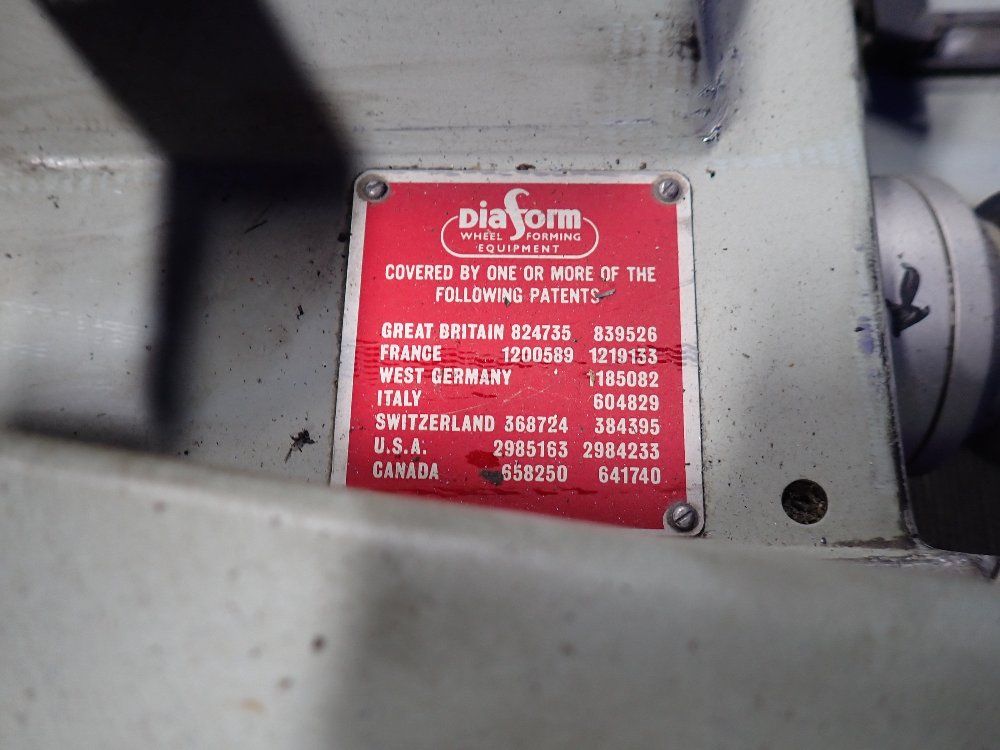 Diaform
WHEEL FORMING
EQUIPMENT
COVERED BY ONE OR MORE OF THE
FOLLOWING PATENTS
GREAT BRITAIN 824735 839526
FRANCE 1200589 1219133
WEST GERMANY 1185082
ITALY 604829
SWITZERLAND 368724 384395
U.S.A. 2985163 2984233
CANADA 658250 641740